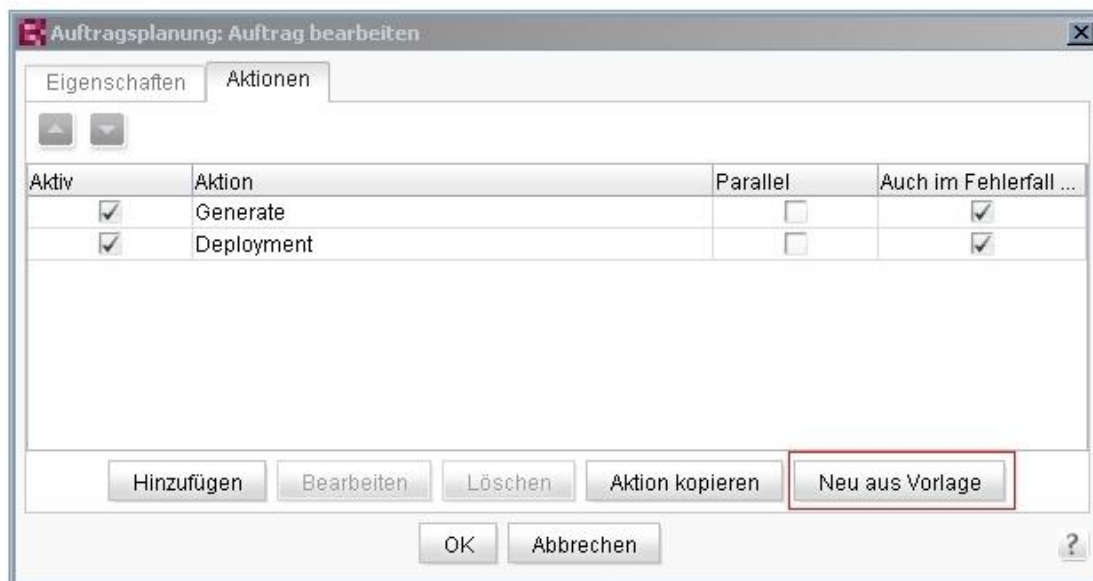 Auftragsplanung: Auftrag bearbeiten
Eigenschaften Aktionen
Aktiv Aktion Parallel Auch im Fehlerfall ...
Generate
Deployment
Hinzufügen Bearbeiten Löschen Aktion kopieren Neu aus Vorlage
OK Abbrechen ?